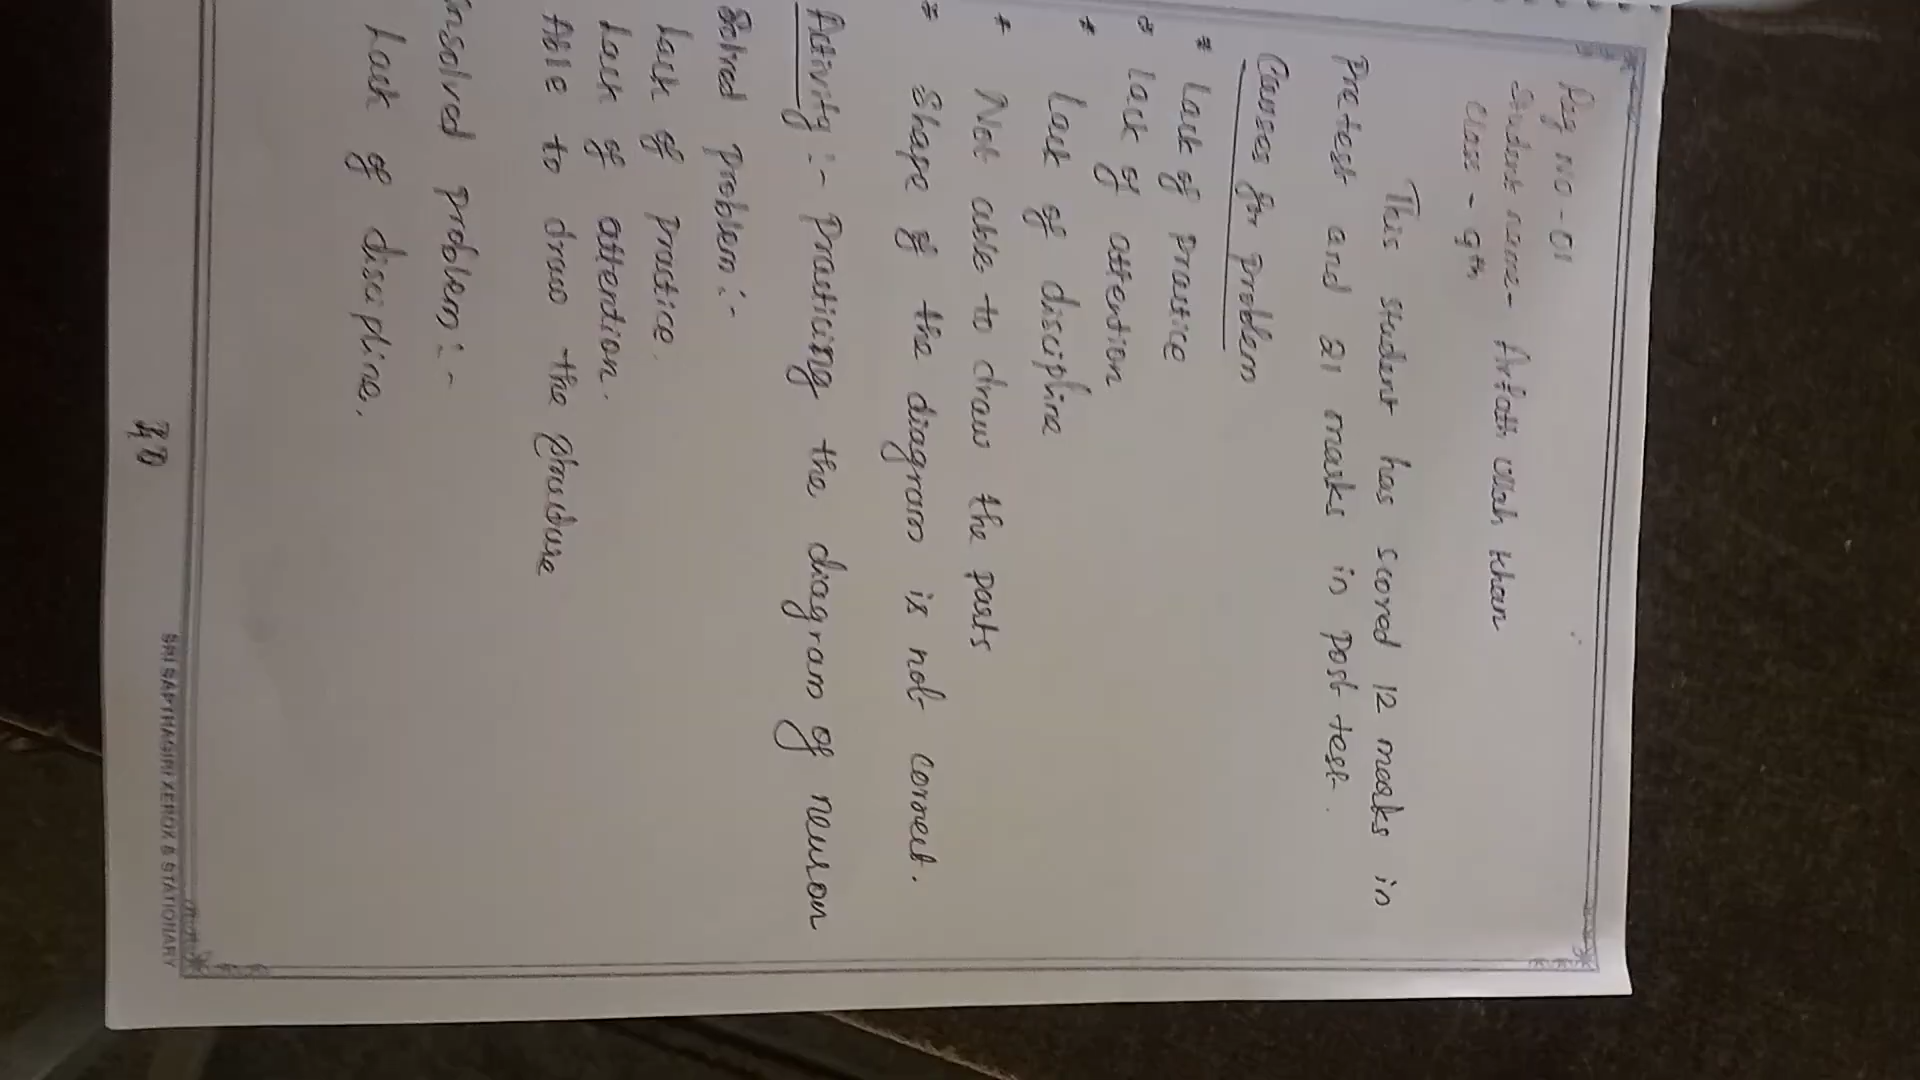 Reg No - 01
Student name - Arfath Ullah Khan
Class - 9th
This student has scored 12 marks in
Pretest and 21 marks in post test.
Causes for problem
* Lack of practice
* Lack of attention
* Lack of discipline
* Not able to draw the parts
* Shape of the diagram is not correct.
Activity :- Practicing the diagram of neuron
Solved problem :-
Lack of practice.
Lack of attention.
Able to draw the
nsolved problem :-
Lack of discipline.
40
SRI SAPTHAGIRI XEROX & STATIONARY